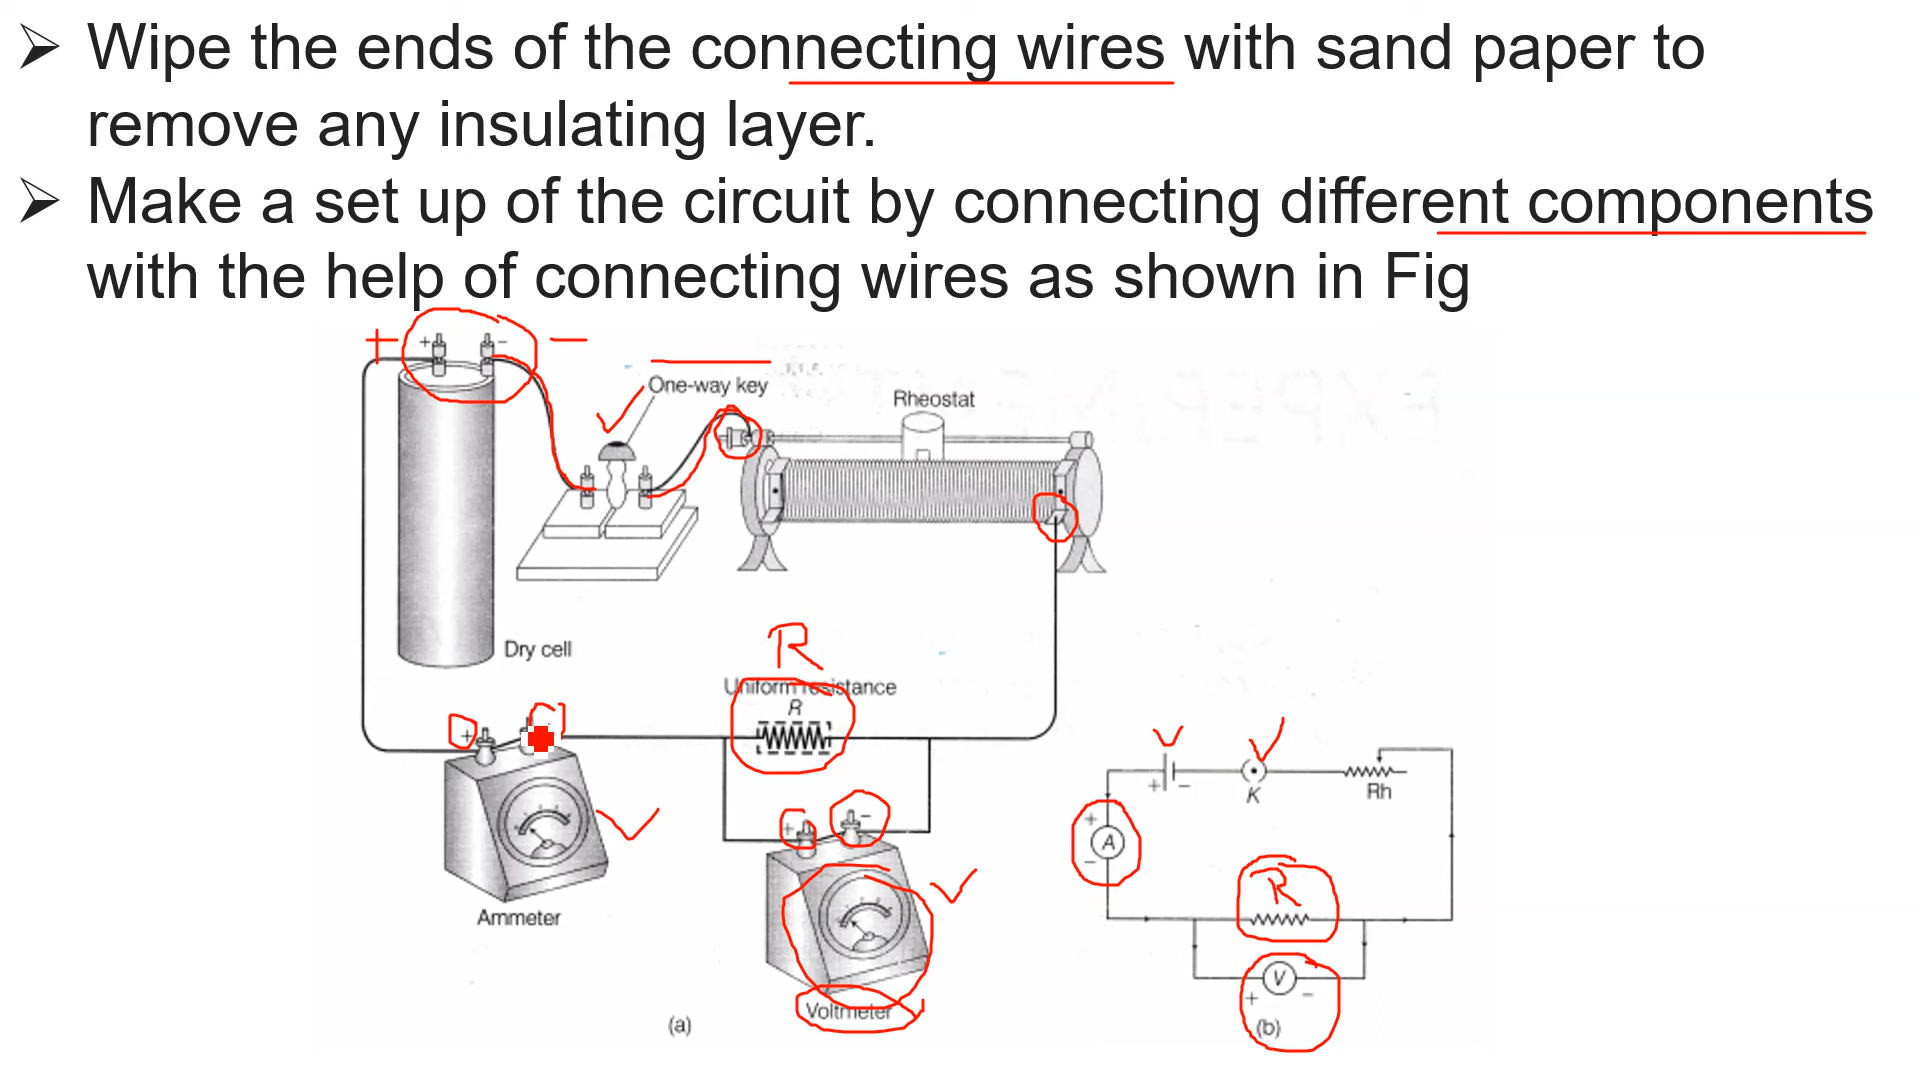 Wipe the ends of the connecting wires with sand paper to
remove any insulating layer.
Make a set up of the circuit by connecting different components
with the help of connecting wires as shown in Fig
+ + - -
One-way key
Rheostat
Dry cell
R
Uniform resistance
R
+ -
+ -
Ammeter
Voltmeter
(a)
+ -
K
Rh
+
A
-
R
V
+ -
(b)